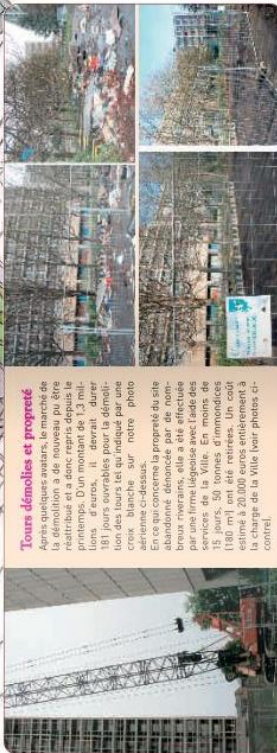 Tours démolies et propreté
Après quelques avatars, le marché de
la démolition a de nouveau pu être
réattribué et a donc repris depuis le
printemps. D'un montant de 1,3 mil-
lions d'euros, il devrait durer
181 jours ouvrables pour la démoli-
tion des tours tel qu'indiqué par une
croix blanche sur notre photo
aérienne ci-dessus.
En ce qui concerne la propreté du site
abandonné dénoncée par de nom-
breux riverains, elle a été effectuée
par une firme liégeoise avec l'aide des
services de la Ville. En moins de
15 jours, 50 tonnes d'immondices
(180 m³) ont été retirées. Un coût
estimé à 20.000 euros entièrement à
la charge de la Ville (voir photos ci-
contre).